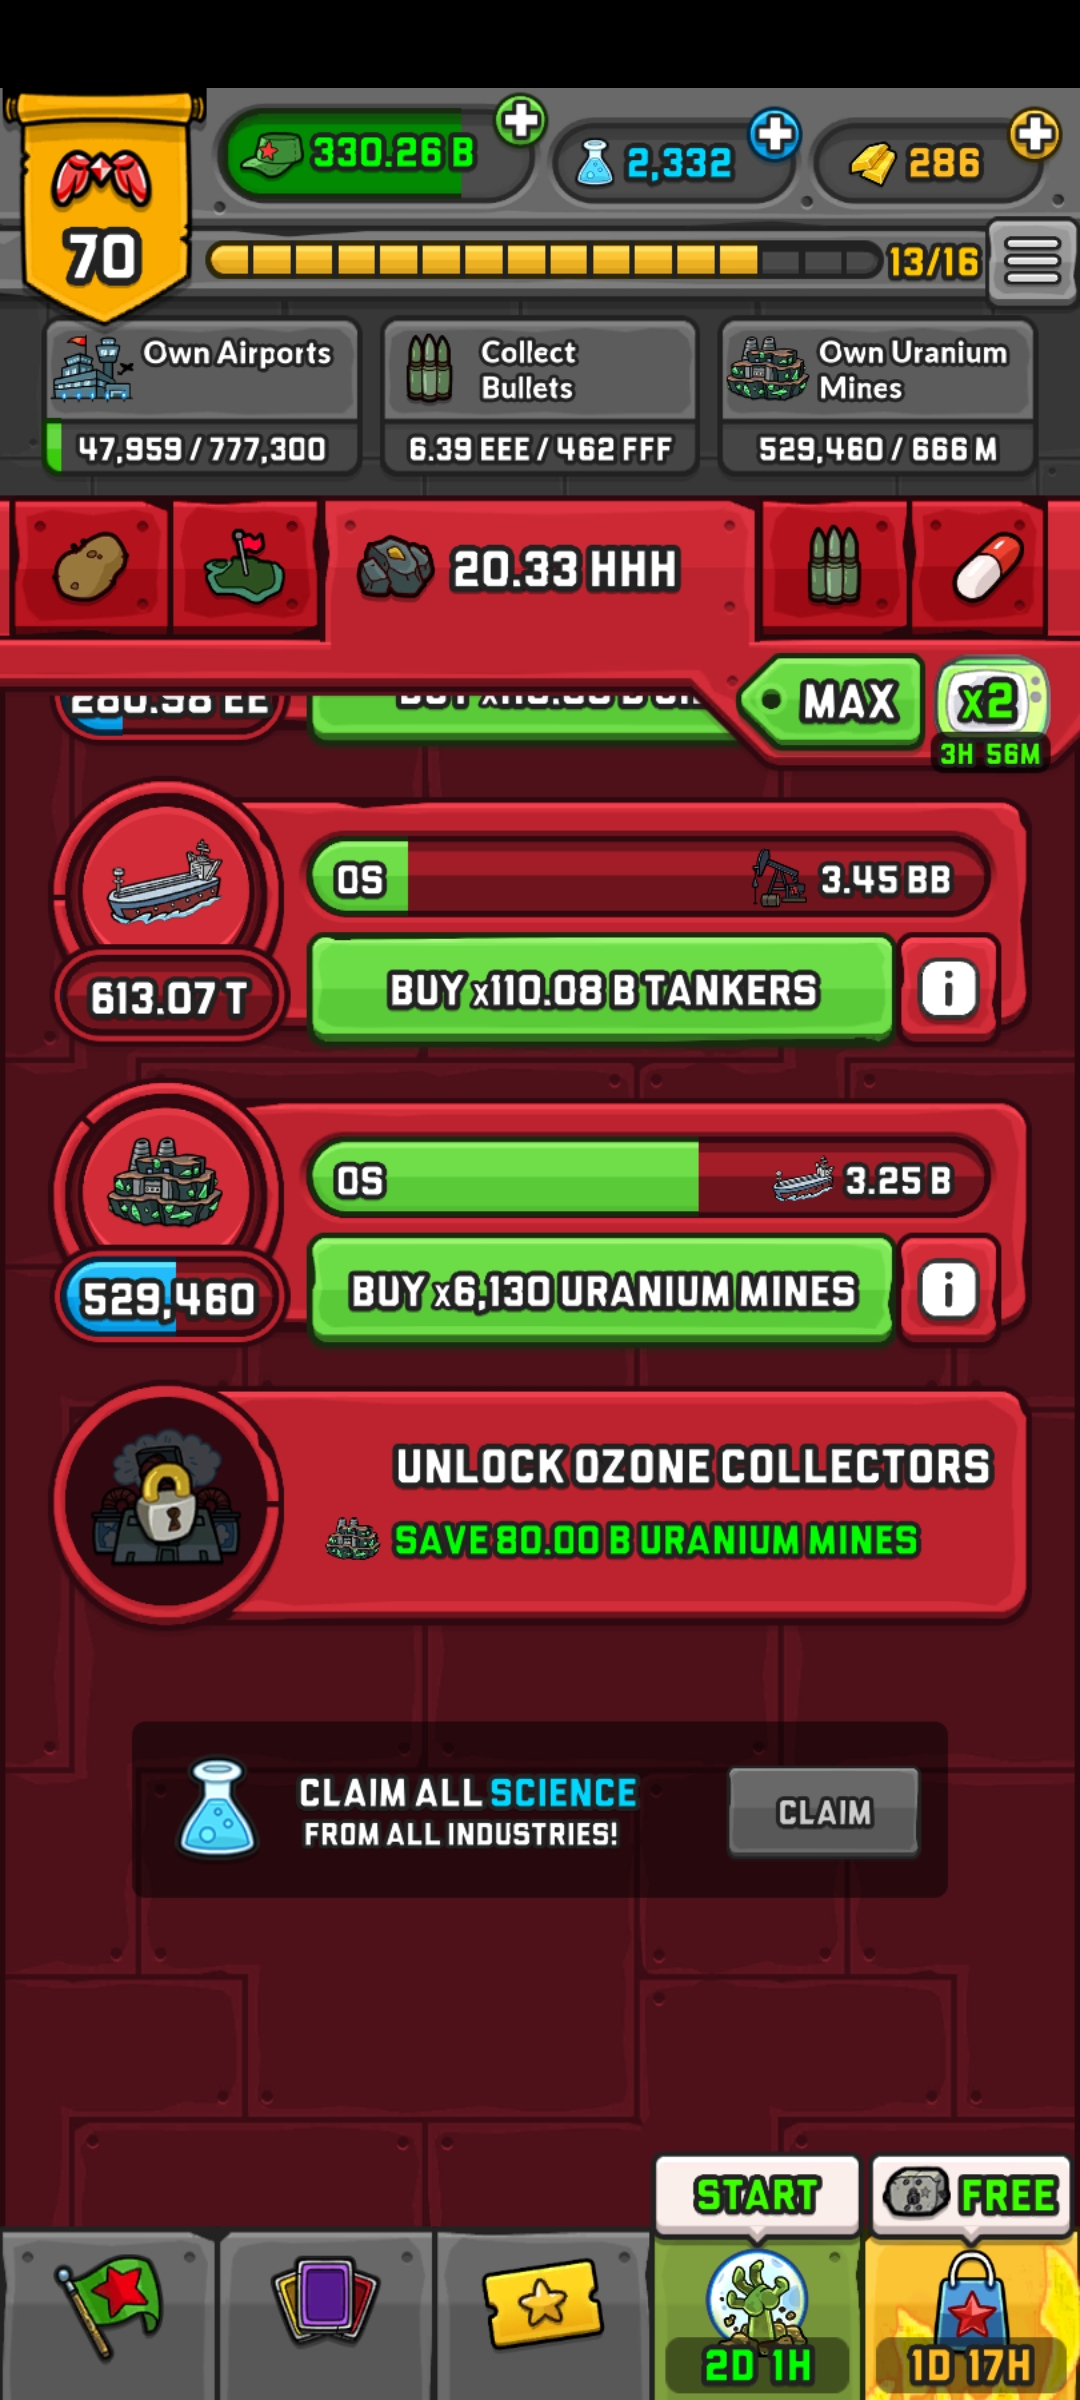 330.26 B
2,332
286
70
13/16
Own Airports
47,959 / 777,300
Collect
Bullets
6.39 EEE / 462 FFF
Own Uranium
Mines
529,460 / 666 M
20.33 HHH
MAX
x2
3H 56M
280.98 EE
0S
3.45 BB
613.07 T
BUY x110.08 B TANKERS
i
0S
3.25 B
529,460
BUY x6,130 URANIUM MINES
i
UNLOCK OZONE COLLECTORS
SAVE 80.00 B URANIUM MINES
CLAIM ALL SCIENCE
FROM ALL INDUSTRIES!
CLAIM
START
FREE
2D 1H
1D 17H